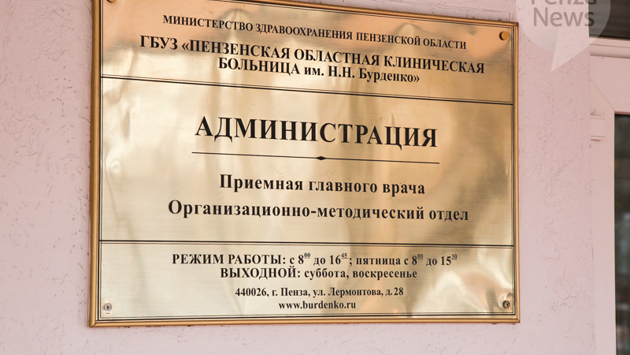 Penza
News
МИНИСТЕРСТВО ЗДРАВООХРАНЕНИЯ ПЕНЗЕНСКОЙ ОБЛАСТИ
ГБУЗ «ПЕНЗЕНСКАЯ ОБЛАСТНАЯ КЛИНИЧЕСКАЯ
БОЛЬНИЦА им. Н.Н. Бурденко»
АДМИНИСТРАЦИЯ
Приемная главного врача
Организационно-методический отдел
РЕЖИМ РАБОТЫ: с 8⁰⁰ до 16⁴⁵; пятница с 8⁰⁰ до 15³⁰
ВЫХОДНОЙ: суббота, воскресенье
440026, г. Пенза, ул. Лермонтова, д.28
www.burdenko.ru